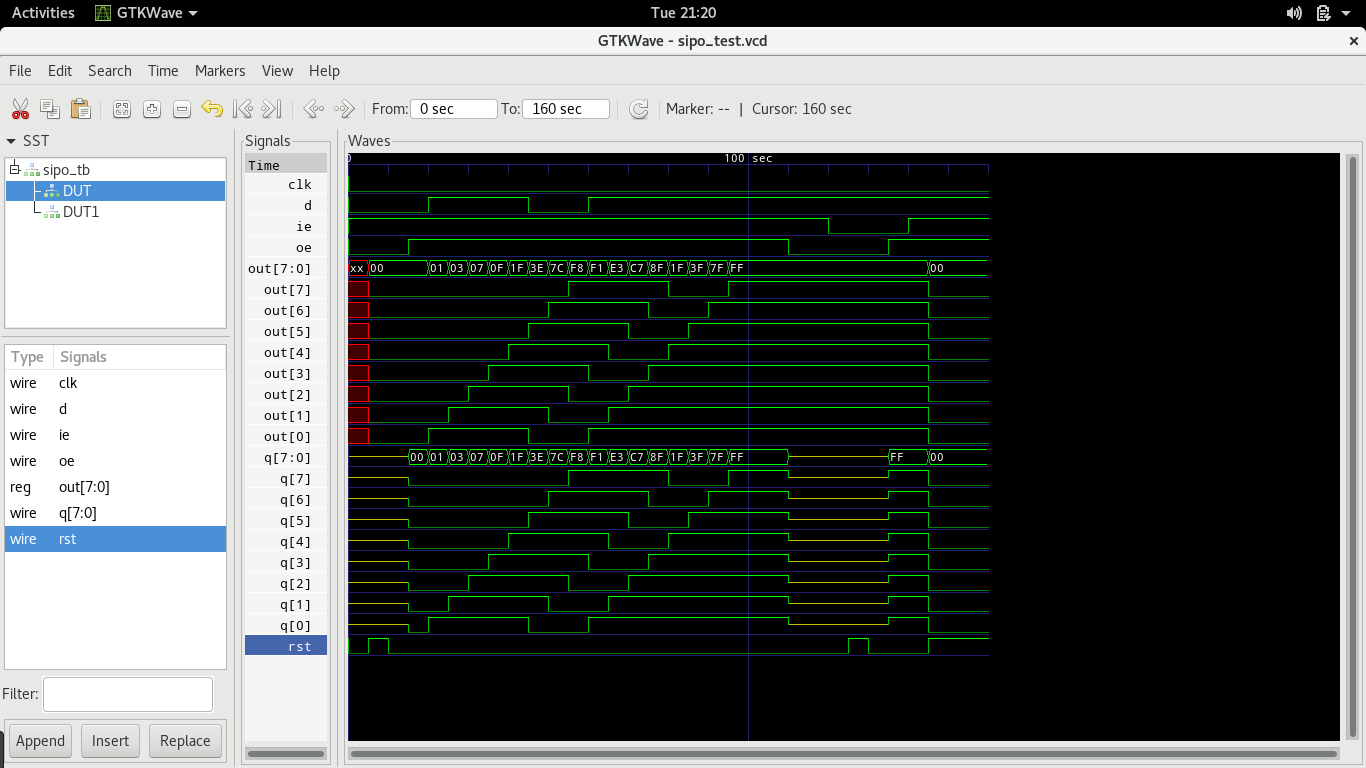 Activities GTKWave Tue 21:20
GTKWave - sipo_test.vcd
File Edit Search Time Markers View Help
From: 0 sec To: 160 sec Marker: -- | Cursor: 160 sec
SST
sipo_tb
DUT
DUT1
Type Signals
wire clk
wire d
wire ie
wire oe
reg out[7:0]
wire q[7:0]
wire rst
Filter:
Append Insert Replace
Signals
Time
clk
d
ie
oe
out[7:0]
out[7]
out[6]
out[5]
out[4]
out[3]
out[2]
out[1]
out[0]
q[7:0]
q[7]
q[6]
q[5]
q[4]
q[3]
q[2]
q[1]
q[0]
rst
Waves
0 100 sec
xx 00 01 03 07 0F 1F 3E 7C F8 F1 E3 C7 8F 1F 3F 7F FF 00
00 01 03 07 0F 1F 3E 7C F8 F1 E3 C7 8F 1F 3F 7F FF FF 00